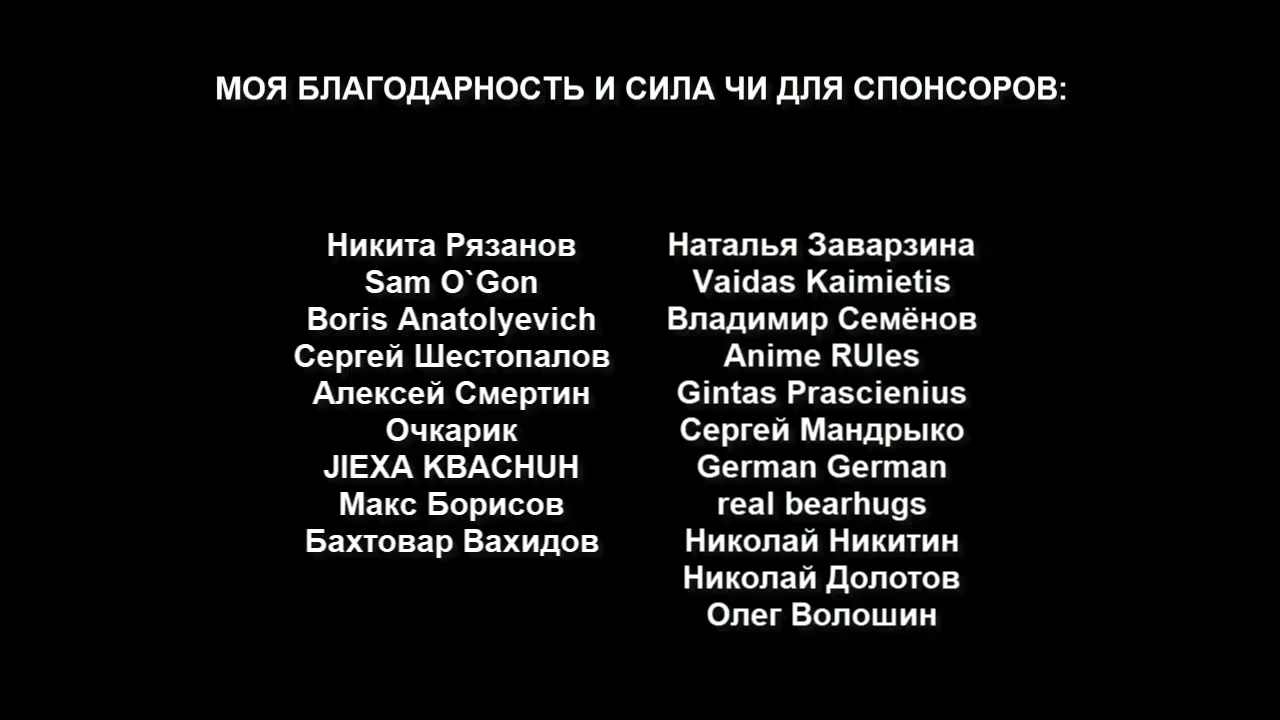 МОЯ БЛАГОДАРНОСТЬ И СИЛА ЧИ ДЛЯ СПОНСОРОВ:
Никита Рязанов
Sam O`Gon
Boris Anatolyevich
Сергей Шестопалов
Алексей Смертин
Очкарик
JIEXA KBACHUH
Макс Борисов
Бахтовар Вахидов
Наталья Заварзина
Vaidas Kaimietis
Владимир Семёнов
Anime RUles
Gintas Prascienius
Сергей Мандрыко
German German
real bearhugs
Николай Никитин
Николай Долотов
Олег Волошин